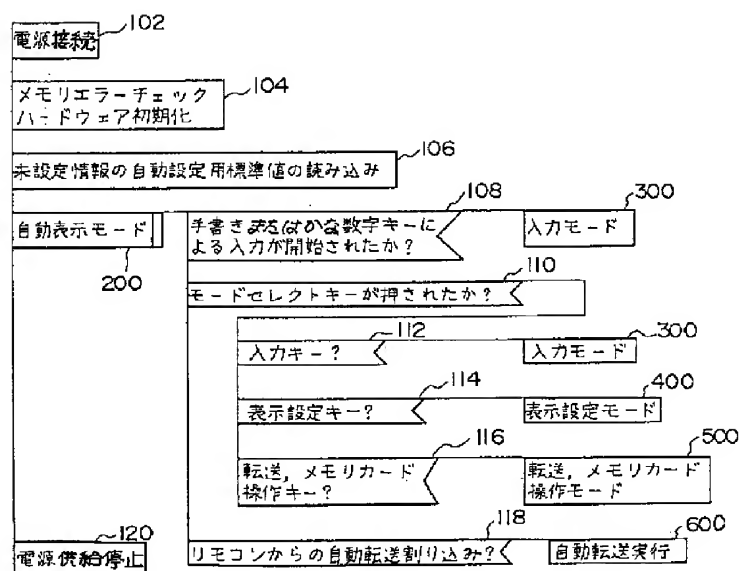 電源接続
102
メモリエラーチェック
ハードウェア初期化
104
未設定情報の自動設定用標準値の読み込み
106
自動表示モード
200
手書きまたはかな数字キーに
よる入力が開始されたか?
108
入力モード
300
モードセレクトキーが押されたか?
110
入力キー?
112
入力モード
300
表示設定キー?
114
表示設定モード
400
転送,メモリカード
操作キー?
116
転送,メモリカード
操作モード
500
リモコンからの自動転送割り込み?
118
自動転送実行
600
電源供給停止
120